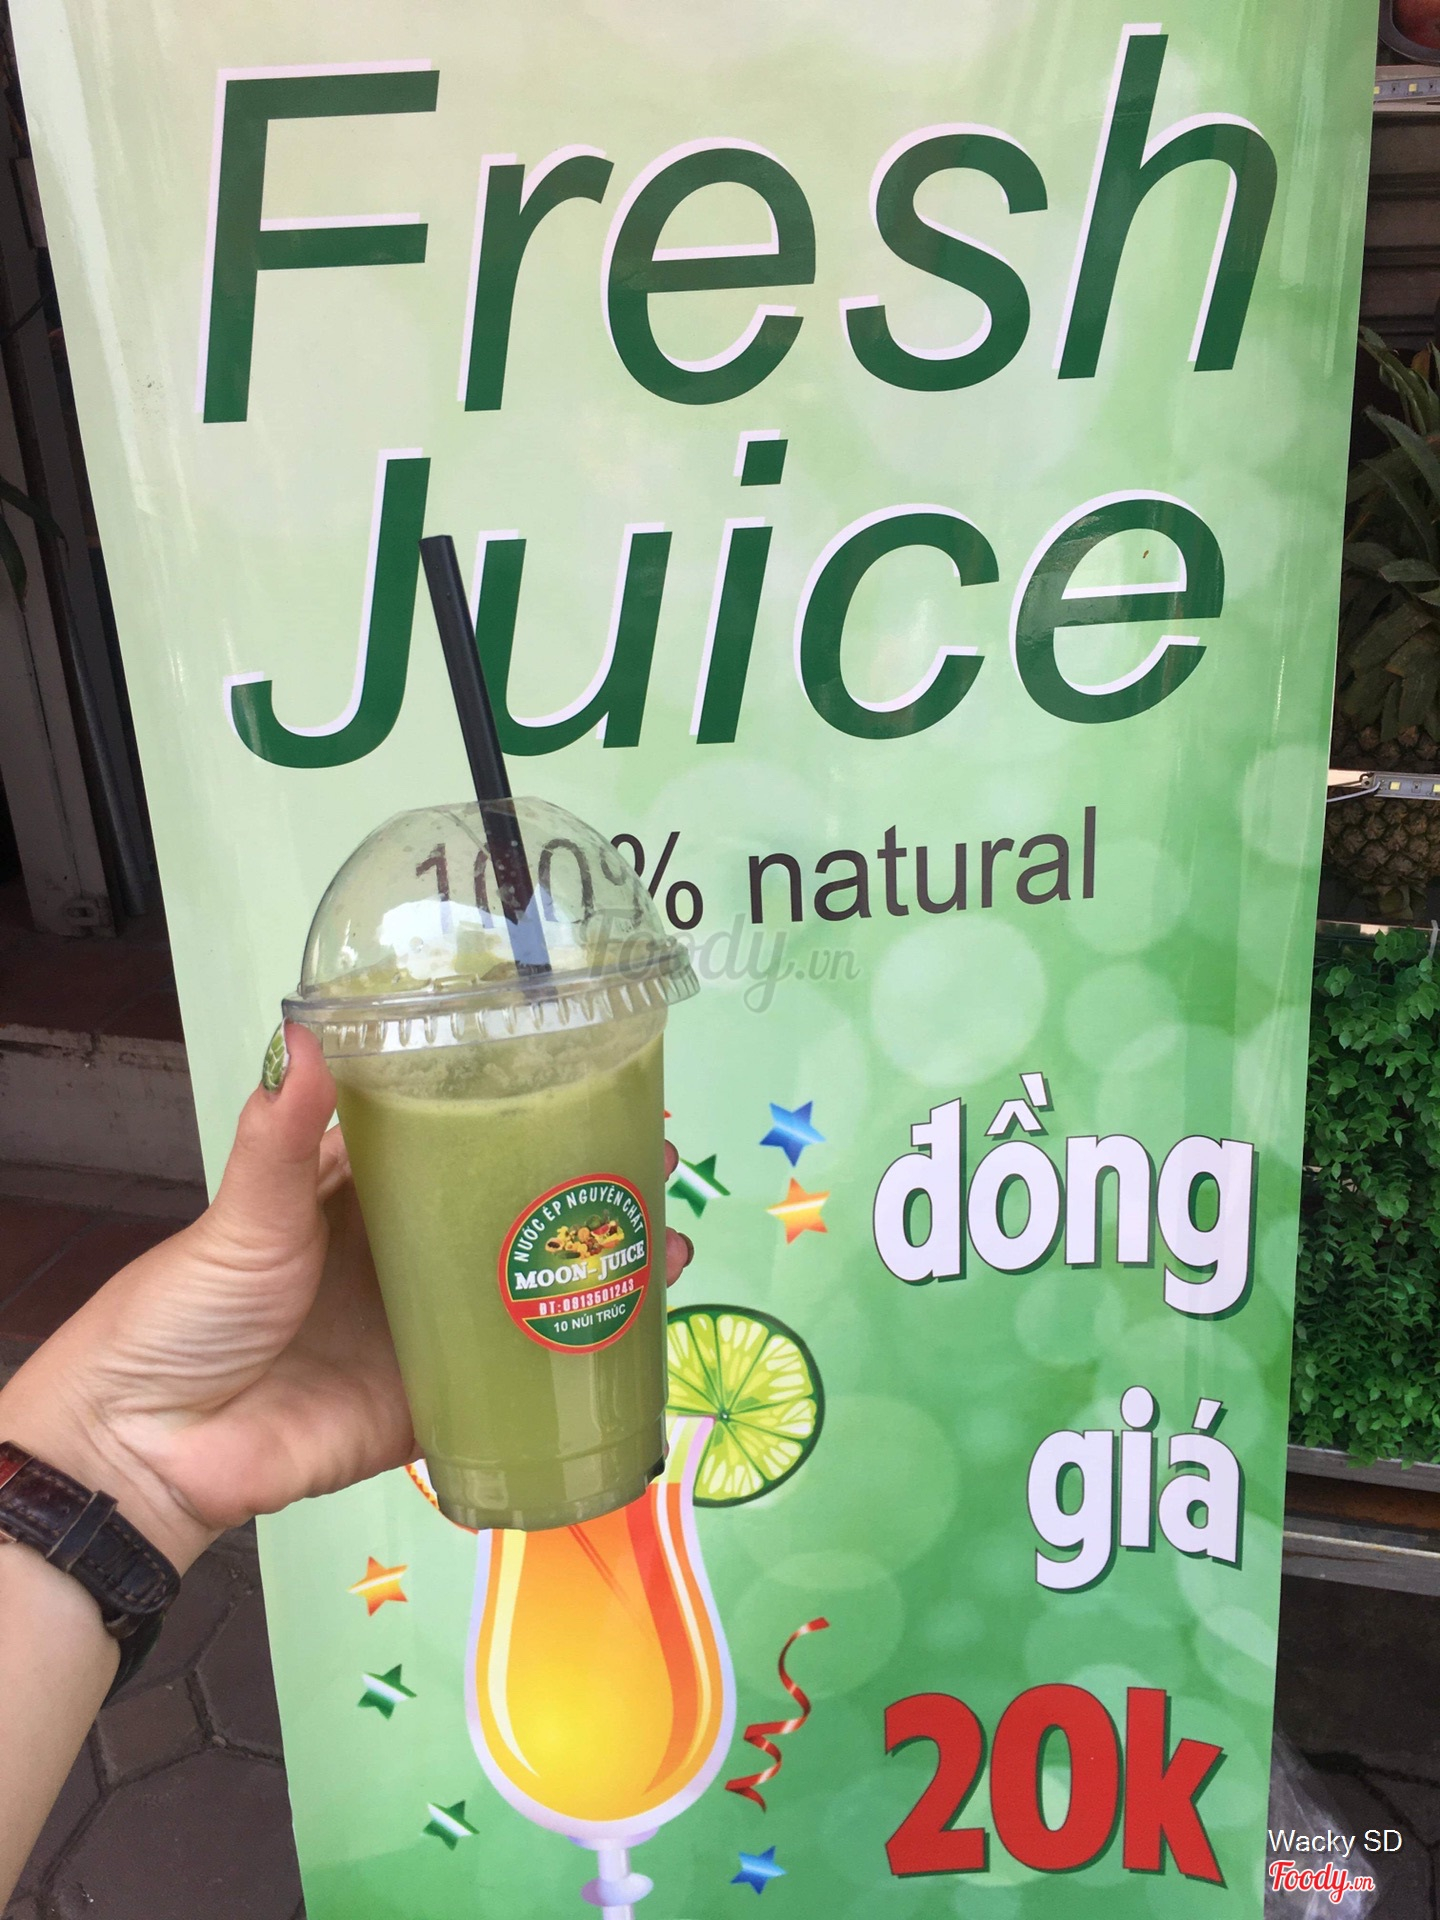 Fresh
Juice
100% natural
Foody.vn
đồng
giá
20k
NƯỚC ÉP NGUYÊN CHẤT
MOON-JUICE
ĐT:0913501243
10 NÚI TRÚC
Wacky SD
Foody.vn